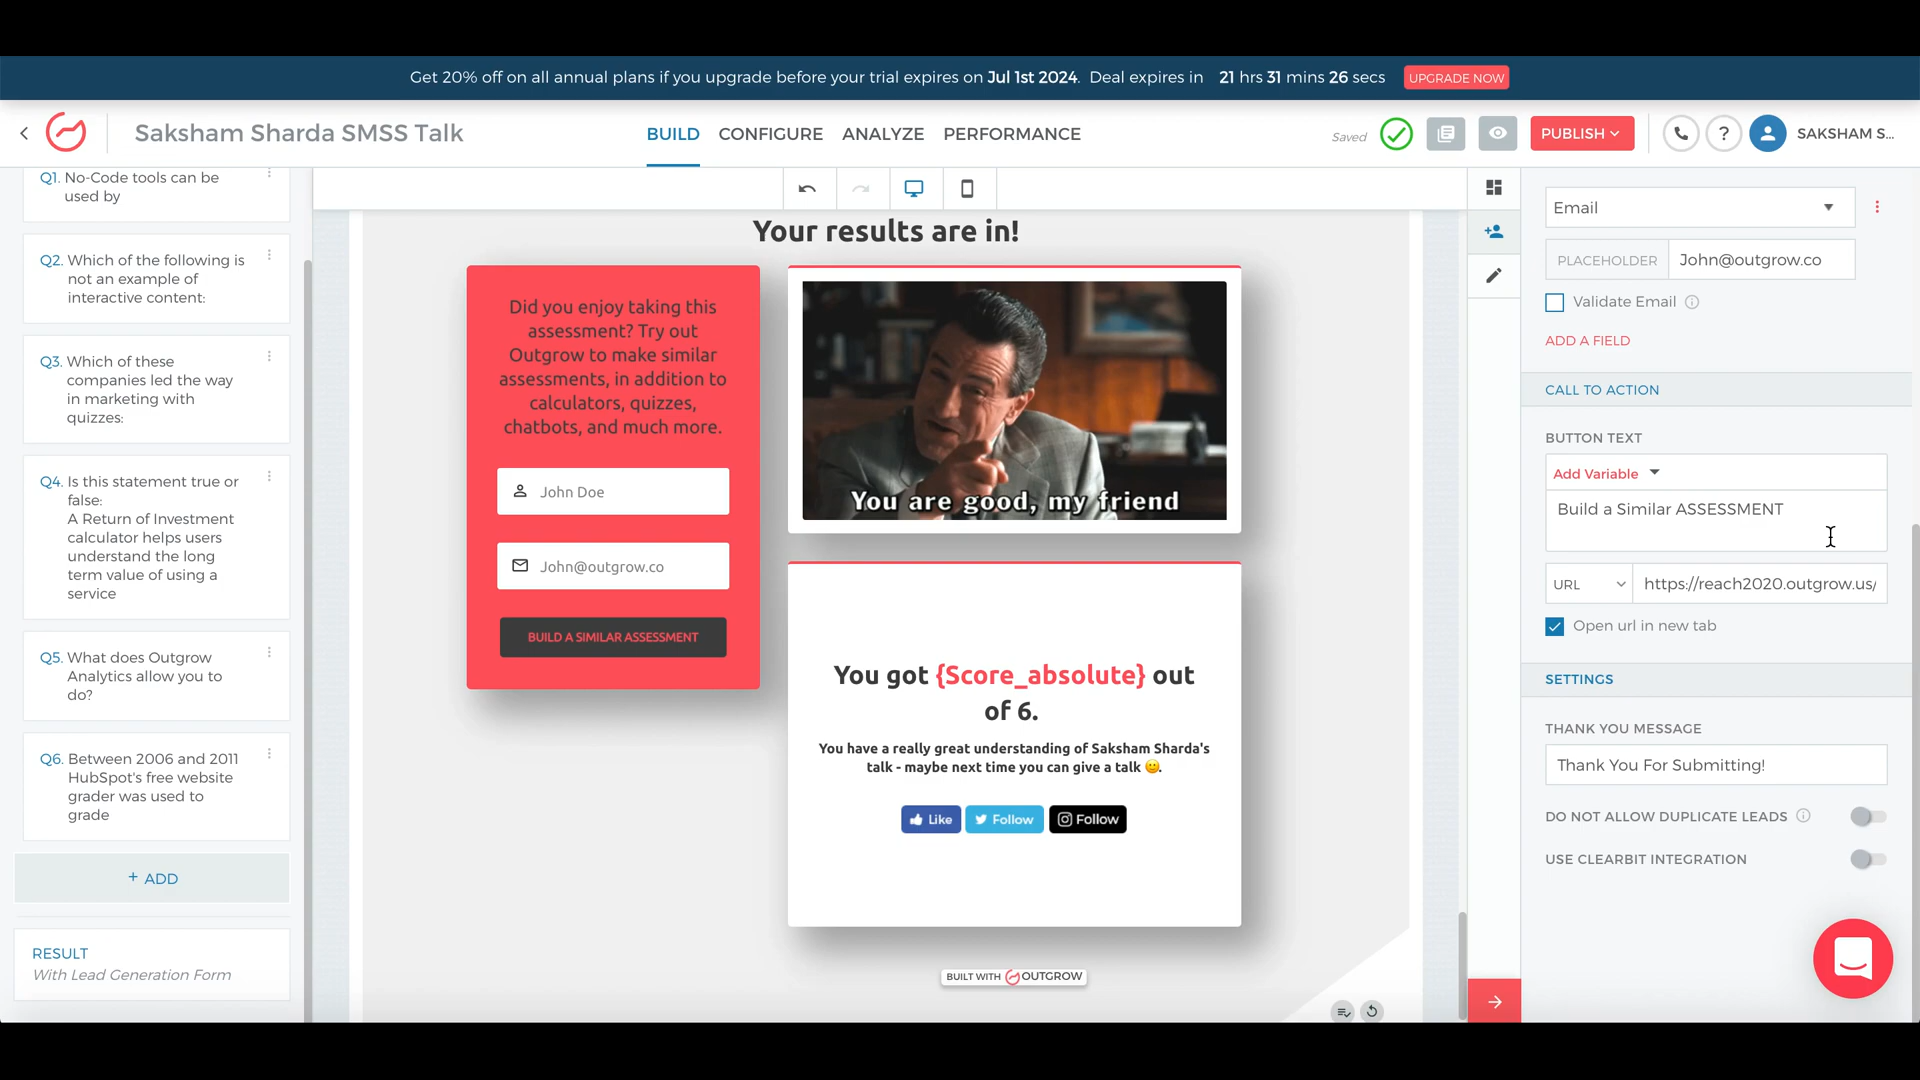 Get 20% off on all annual plans if you upgrade before your trial expires on Jul 1st 2024. Deal expires in 21 hrs 31 mins 26 secs UPGRADE NOW
Saksham Sharda SMSS Talk BUILD CONFIGURE ANALYZE PERFORMANCE Saved PUBLISH ? SAKSHAM S...
Q1. No-Code tools can be
used by
Q2. Which of the following is
not an example of
interactive content:
Q3. Which of these
companies led the way
in marketing with
quizzes:
Q4. Is this statement true or
false:
A Return of Investment
calculator helps users
understand the long
term value of using a
service
Q5. What does Outgrow
Analytics allow you to
do?
Q6. Between 2006 and 2011
HubSpot's free website
grader was used to
grade
+ ADD
RESULT
With Lead Generation Form
Your results are in!
Did you enjoy taking this
assessment? Try out
Outgrow to make similar
assessments, in addition to
calculators, quizzes,
chatbots, and much more.
John Doe
John@outgrow.co
BUILD A SIMILAR ASSESSMENT
You are good, my friend
You got {Score_absolute} out
of 6.
You have a really great understanding of Saksham Sharda's
talk - maybe next time you can give a talk 🙂.
Like Follow Follow
BUILT WITH OUTGROW
Email
PLACEHOLDER John@outgrow.co
Validate Email
ADD A FIELD
CALL TO ACTION
BUTTON TEXT
Add Variable
Build a Similar ASSESSMENT
URL https://reach2020.outgrow.us/
Open url in new tab
SETTINGS
THANK YOU MESSAGE
Thank You For Submitting!
DO NOT ALLOW DUPLICATE LEADS
USE CLEARBIT INTEGRATION